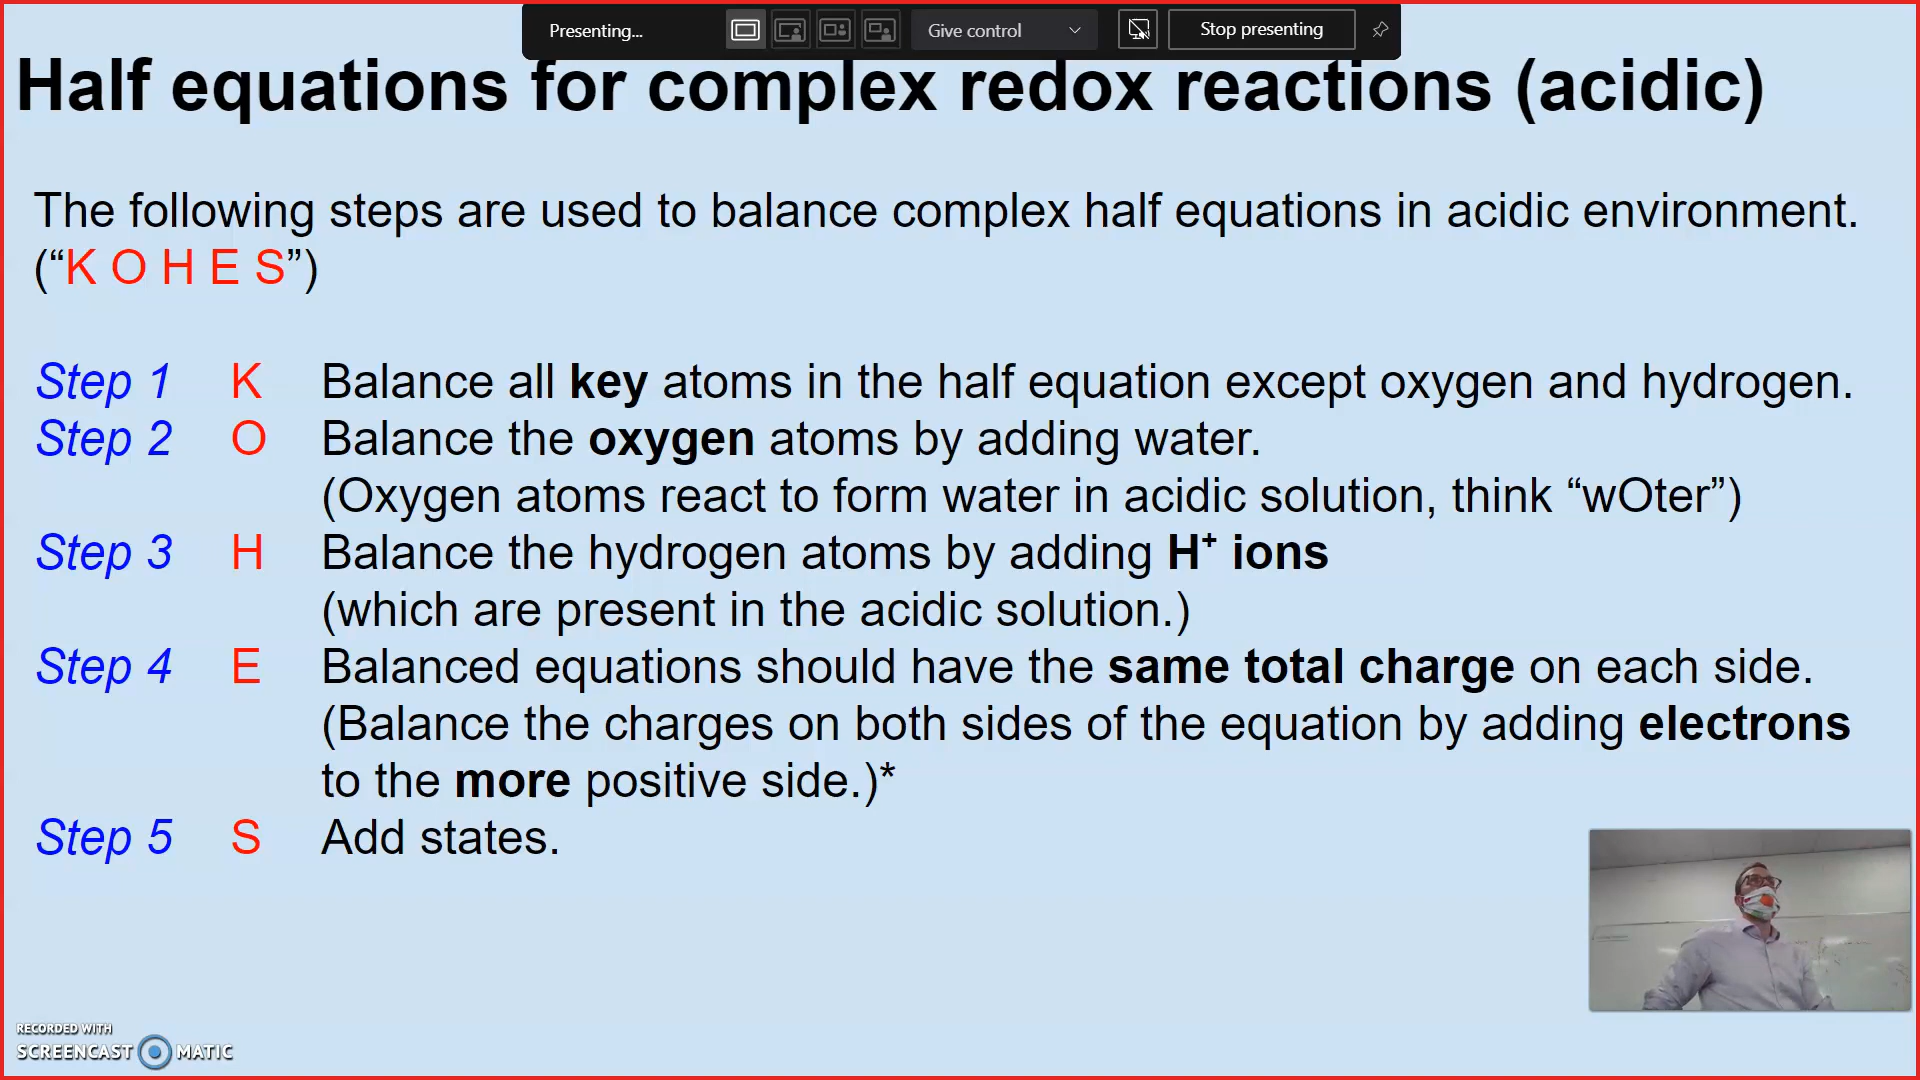 Presenting... Give control Stop presenting
Half equations for complex redox reactions (acidic)
The following steps are used to balance complex half equations in acidic environment.
(“K O H E S”)
Step 1 K Balance all key atoms in the half equation except oxygen and hydrogen.
Step 2 O Balance the oxygen atoms by adding water.
(Oxygen atoms react to form water in acidic solution, think “wOter”)
Step 3 H Balance the hydrogen atoms by adding H⁺ ions
(which are present in the acidic solution.)
Step 4 E Balanced equations should have the same total charge on each side.
(Balance the charges on both sides of the equation by adding electrons
to the more positive side.)*
Step 5 S Add states.
RECORDED WITH
SCREENCAST MATIC